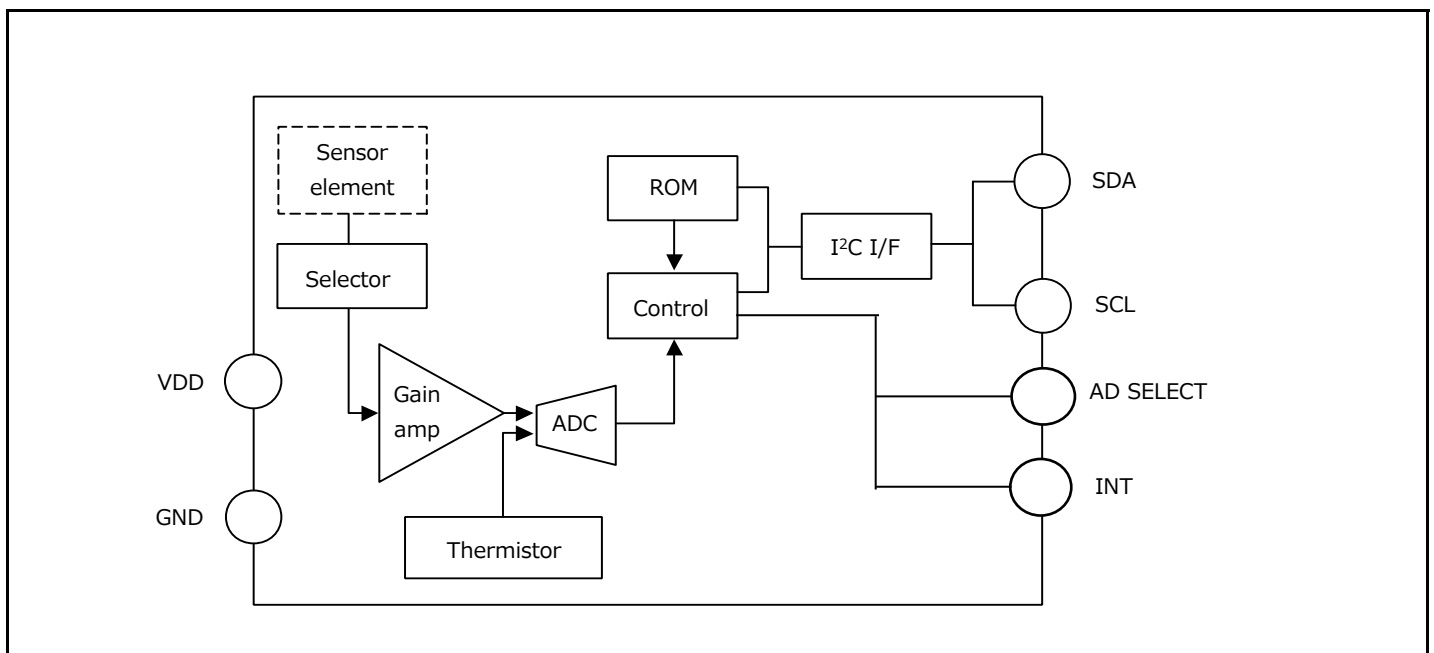 Sensor
element
Selector
ROM
Control
I²C I/F
SDA
SCL
AD SELECT
INT
VDD
GND
Gain
amp
ADC
Thermistor